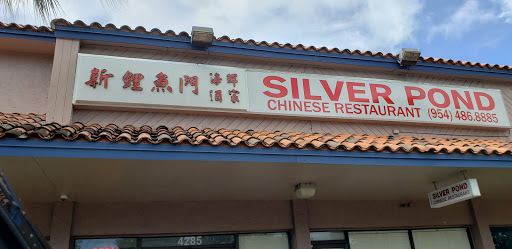 新鯉魚門 海鮮酒家
SILVER POND
CHINESE RESTAURANT (954) 486.8885
SILVER POND
CHINESE RESTAURANT
4285